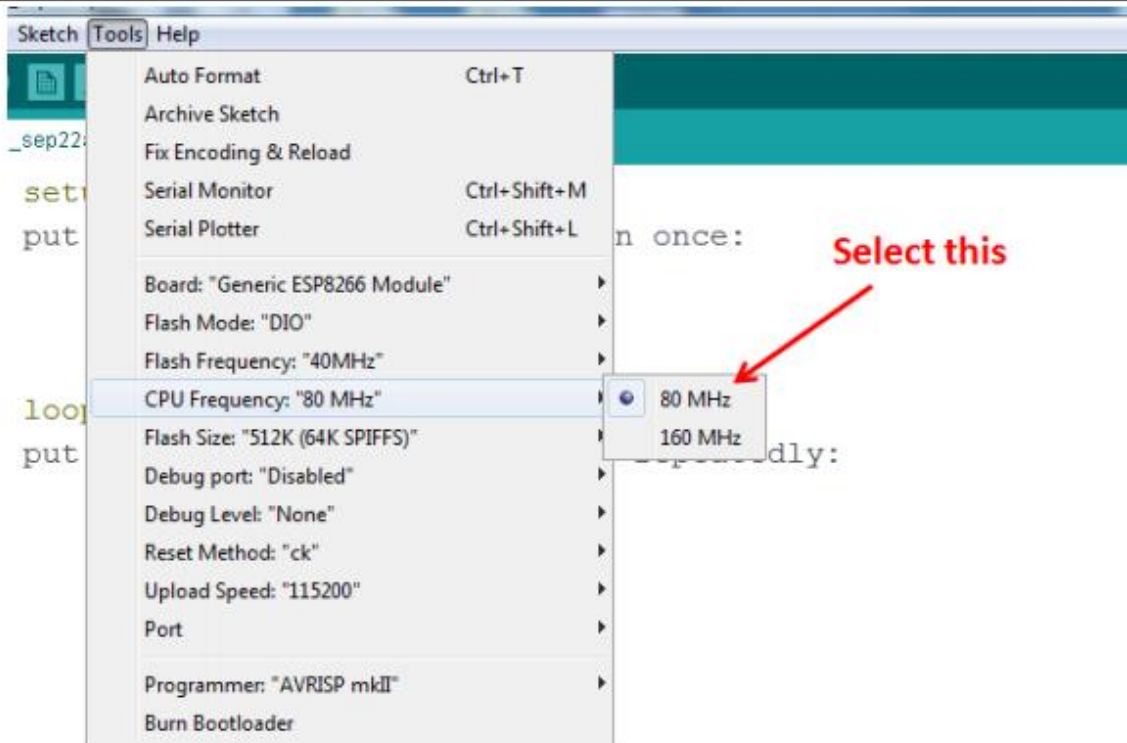 Sketch Tools Help
Auto Format Ctrl+T
Archive Sketch
_sep22
Fix Encoding & Reload
Serial Monitor Ctrl+Shift+M
put
Serial Plotter Ctrl+Shift+L
n once:
Select this
Board: "Generic ESP8266 Module"
Flash Mode: "DIO"
Flash Frequency: "40MHz"
CPU Frequency: "80 MHz"
80 MHz
loop
Flash Size: "512K (64K SPIFFS)"
160 MHz
put
Debug port: "Disabled"
Debug Level: "None"
Reset Method: "ck"
Upload Speed: "115200"
Port
Programmer: "AVRISP mkII"
Burn Bootloader